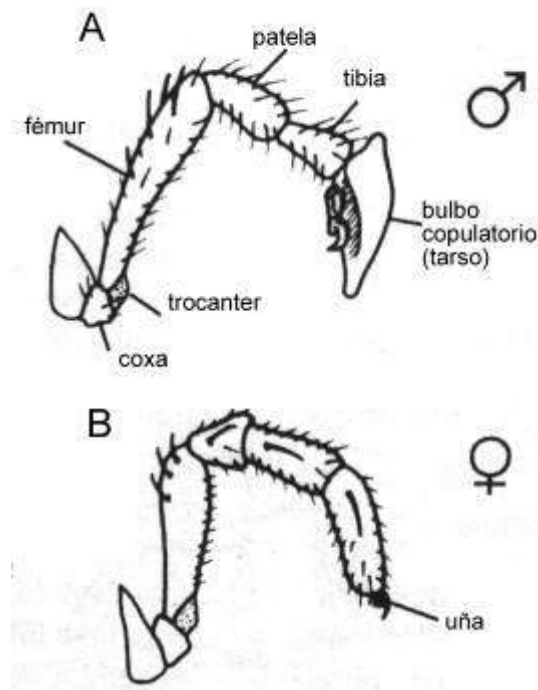 A
patela
tibia
fémur
bulbo
copulatorio
(tarso)
trocanter
coxa
B
uña